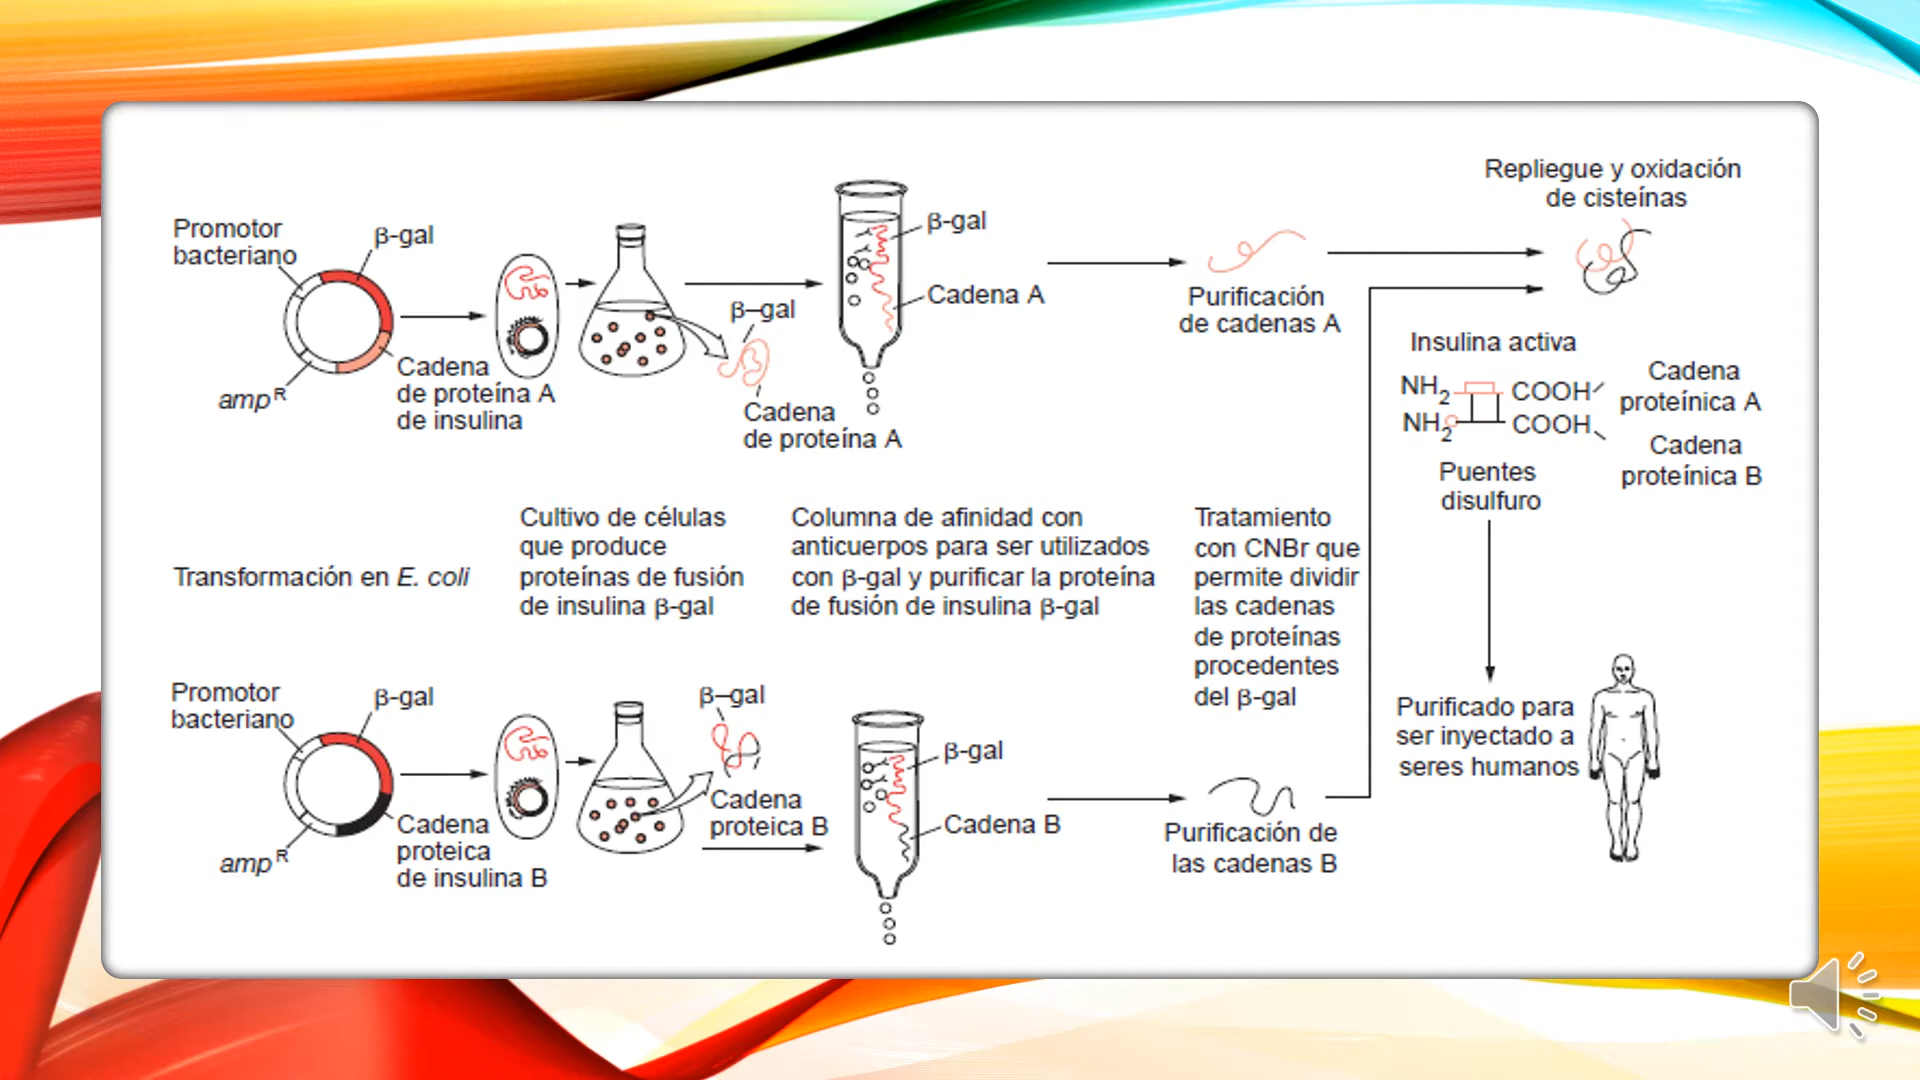 Promotor
bacteriano
β-gal
Cadena
de proteína A
de insulina
amp R
β–gal
Cadena
de proteína A
β-gal
Cadena A
Purificación
de cadenas A
Repliegue y oxidación
de cisteínas
Insulina activa
NH2 COOH
NH2 COOH
Cadena
proteínica A
Cadena
proteínica B
Puentes
disulfuro
Transformación en E. coli
Cultivo de células
que produce
proteínas de fusión
de insulina β-gal
Columna de afinidad con
anticuerpos para ser utilizados
con β-gal y purificar la proteína
de fusión de insulina β-gal
Tratamiento
con CNBr que
permite dividir
las cadenas
de proteínas
procedentes
del β-gal
Purificado para
ser inyectado a
seres humanos
Promotor
bacteriano
β-gal
Cadena
proteica
de insulina B
amp R
β–gal
Cadena
proteica B
β-gal
Cadena B
Purificación de
las cadenas B